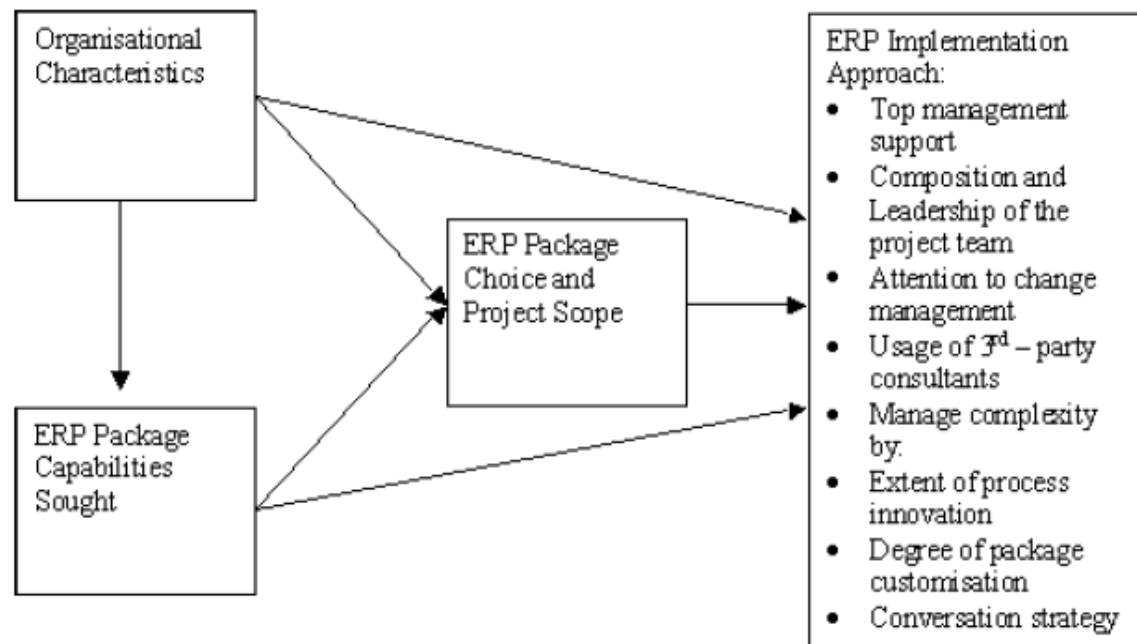 Organisational
Characteristics
ERP Package
Capabilities
Sought
ERP Package
Choice and
Project Scope
ERP Implementation
Approach:
• Top management
support
• Composition and
Leadership of the
project team
• Attention to change
management
• Usage of 3rd – party
consultants
• Manage complexity
by:
• Extent of process
innovation
• Degree of package
customisation
• Conversation strategy